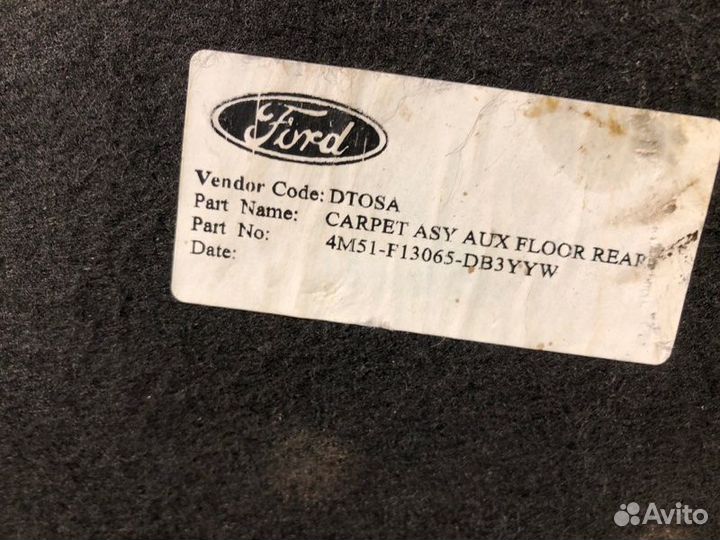 Ford
Vendor Code: DTOSA
Part Name: CARPET ASY AUX FLOOR REAR
Part No: 4M51-F13065-DB3YYW
Date:
Avito